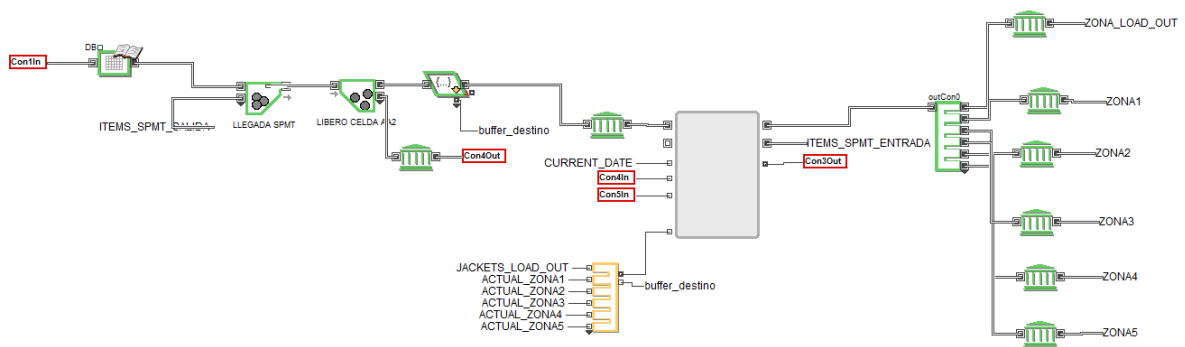 ZONA_LOAD_OUT
DB
Con1In
outCon0
ZONA1
ITEMS_SPMT_SALIDA
LLEGADA SPMT
LIBERO CELDA AA2
{...}
buffer_destino
ITEMS_SPMT_ENTRADA
ZONA2
Con4Out
CURRENT_DATE
Con3Out
Con4In
Con5In
ZONA3
JACKETS_LOAD_OUT
ACTUAL_ZONA1
ACTUAL_ZONA2
ACTUAL_ZONA3
ACTUAL_ZONA4
ACTUAL_ZONA5
buffer_destino
ZONA4
ZONA5